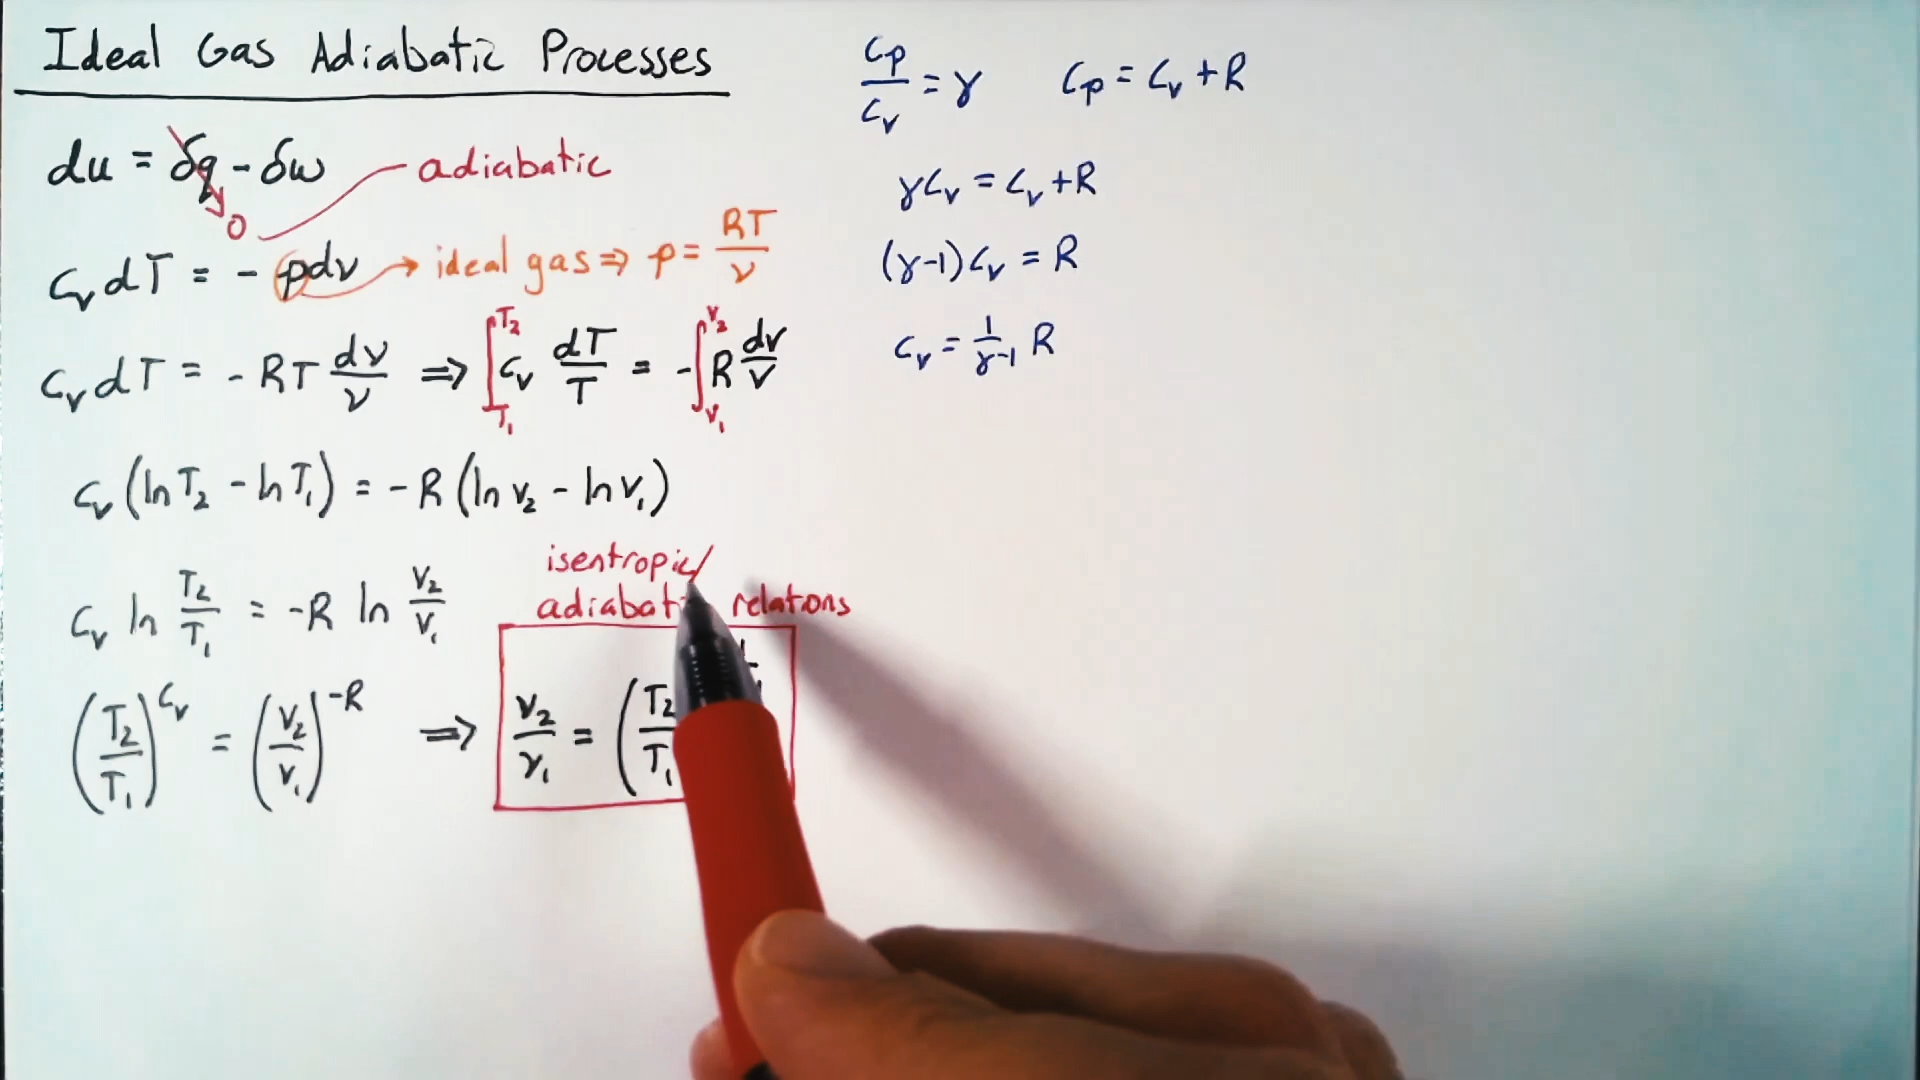 Ideal Gas Adiabatic Processes
du = δq - δw
0
adiabatic
c_v dT = - pdv → ideal gas ⇒ p = RT/v
c_v dT = - RT dv/v ⇒ ∫_{T_1}^{T_2} c_v dT/T = - ∫_{v_1}^{v_2} R dv/v
c_v (ln T_2 - ln T_1) = - R (ln v_2 - ln v_1)
c_v ln T_2/T_1 = -R ln v_2/v_1
(T_2/T_1)^{c_v} = (v_2/v_1)^{-R} ⇒
isentropic/
relations
v_2/v_1 = (T_2/T_1
c_p/c_v = γ
c_p = c_v + R
γc_v = c_v + R
(γ-1)c_v = R
c_v = 1/γ-1 R